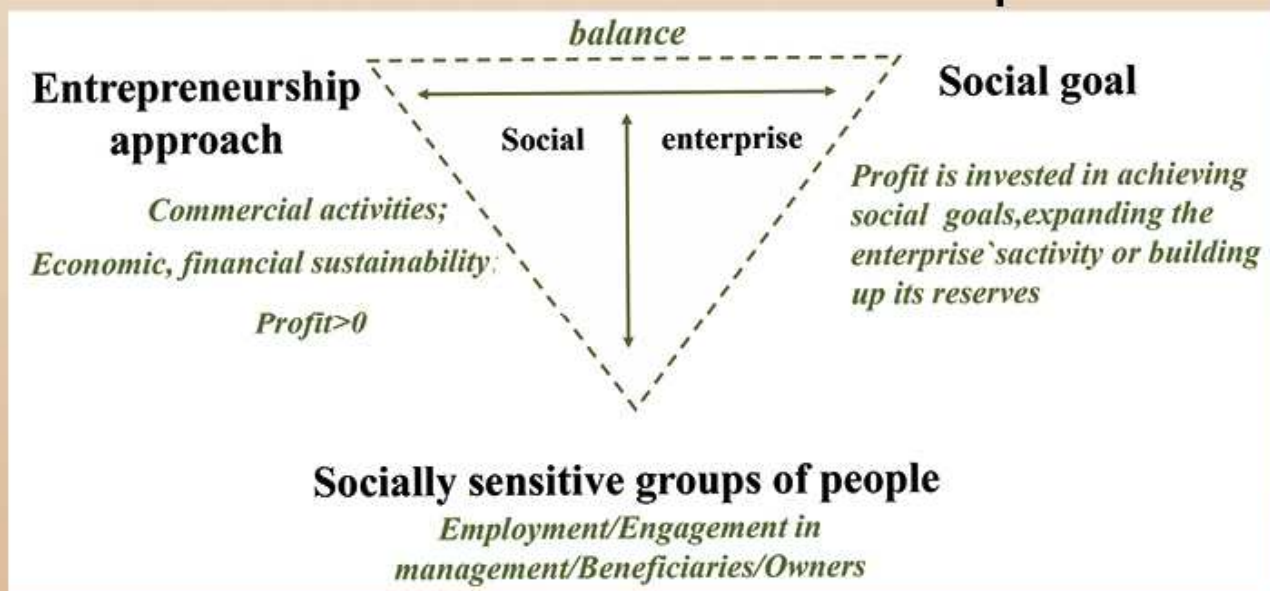 balance
Entrepreneurship
approach
Social goal
Social enterprise
Commercial activities;
Economic, financial sustainability;
Profit>0
Profit is invested in achieving
social goals,expanding the
enterprise`sactivity or building
up its reserves
Socially sensitive groups of people
Employment/Engagement in
management/Beneficiaries/Owners